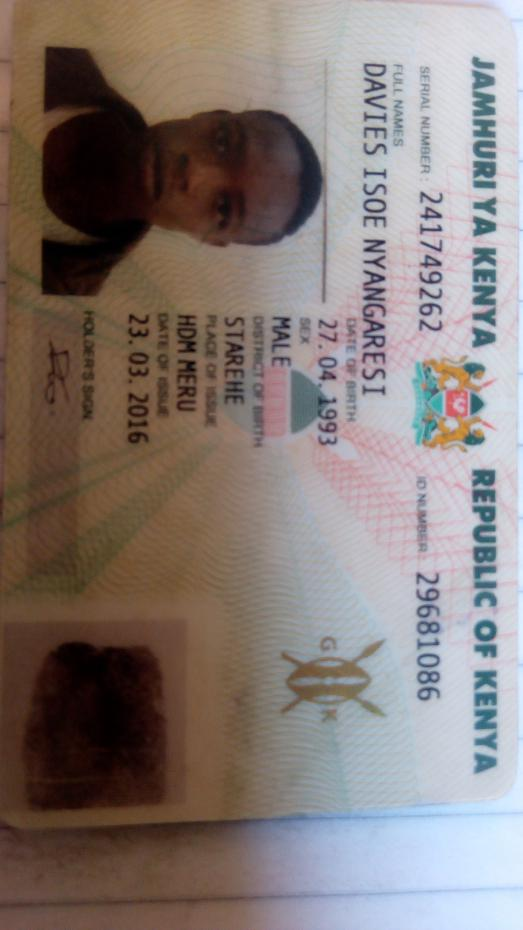 JAMHURI YA KENYA REPUBLIC OF KENYA
SERIAL NUMBER: 241749262 ID NUMBER: 29681086
FULL NAMES
DAVIES ISOE NYANGARESI
DATE OF BIRTH
27. 04. 1993
SEX
MALE
DISTRICT OF BIRTH
STAREHE
PLACE OF ISSUE
HDM MERU
DATE OF ISSUE
23. 03. 2016
HOLDER'S SIGN.
G K